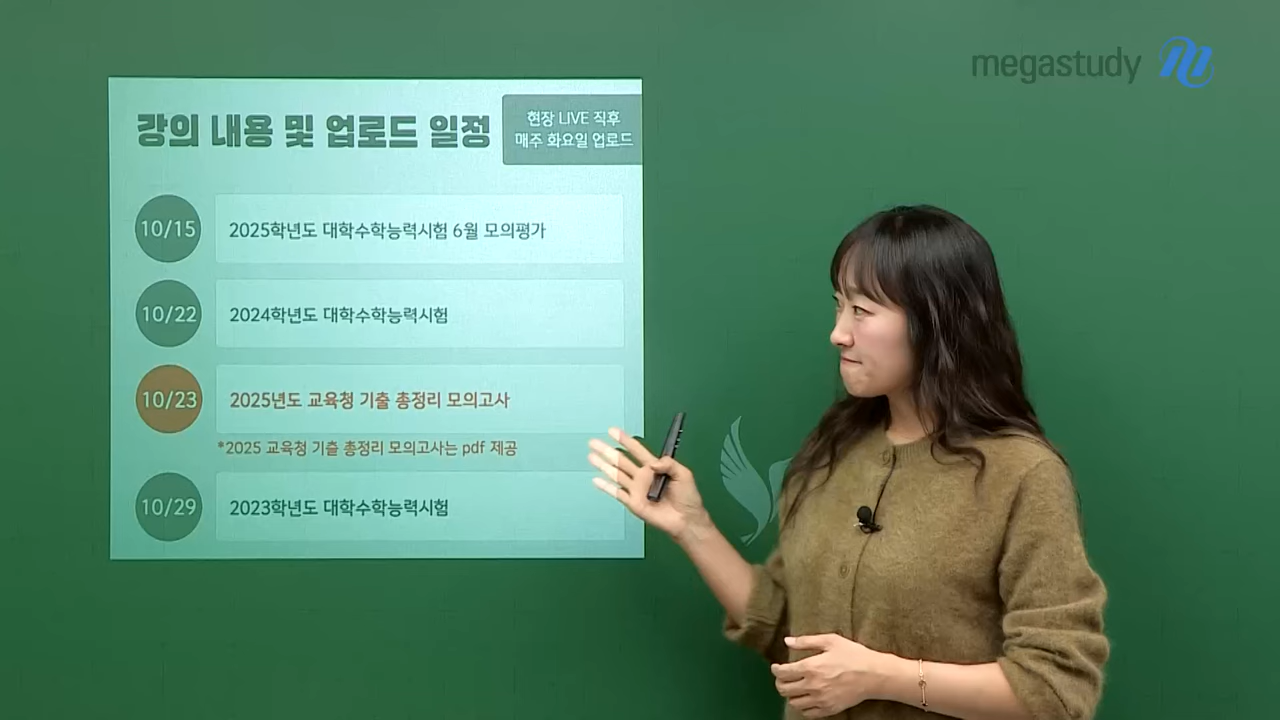 megastudy
강의 내용 및 업로드 일정
현장 LIVE 직후
매주 화요일 업로드
10/15
2025학년도 대학수학능력시험 6월 모의평가
10/22
2024학년도 대학수학능력시험
10/23
2025년도 교육청 기출 총정리 모의고사
*2025 교육청 기출 총정리 모의고사는 pdf 제공
10/29
2023학년도 대학수학능력시험